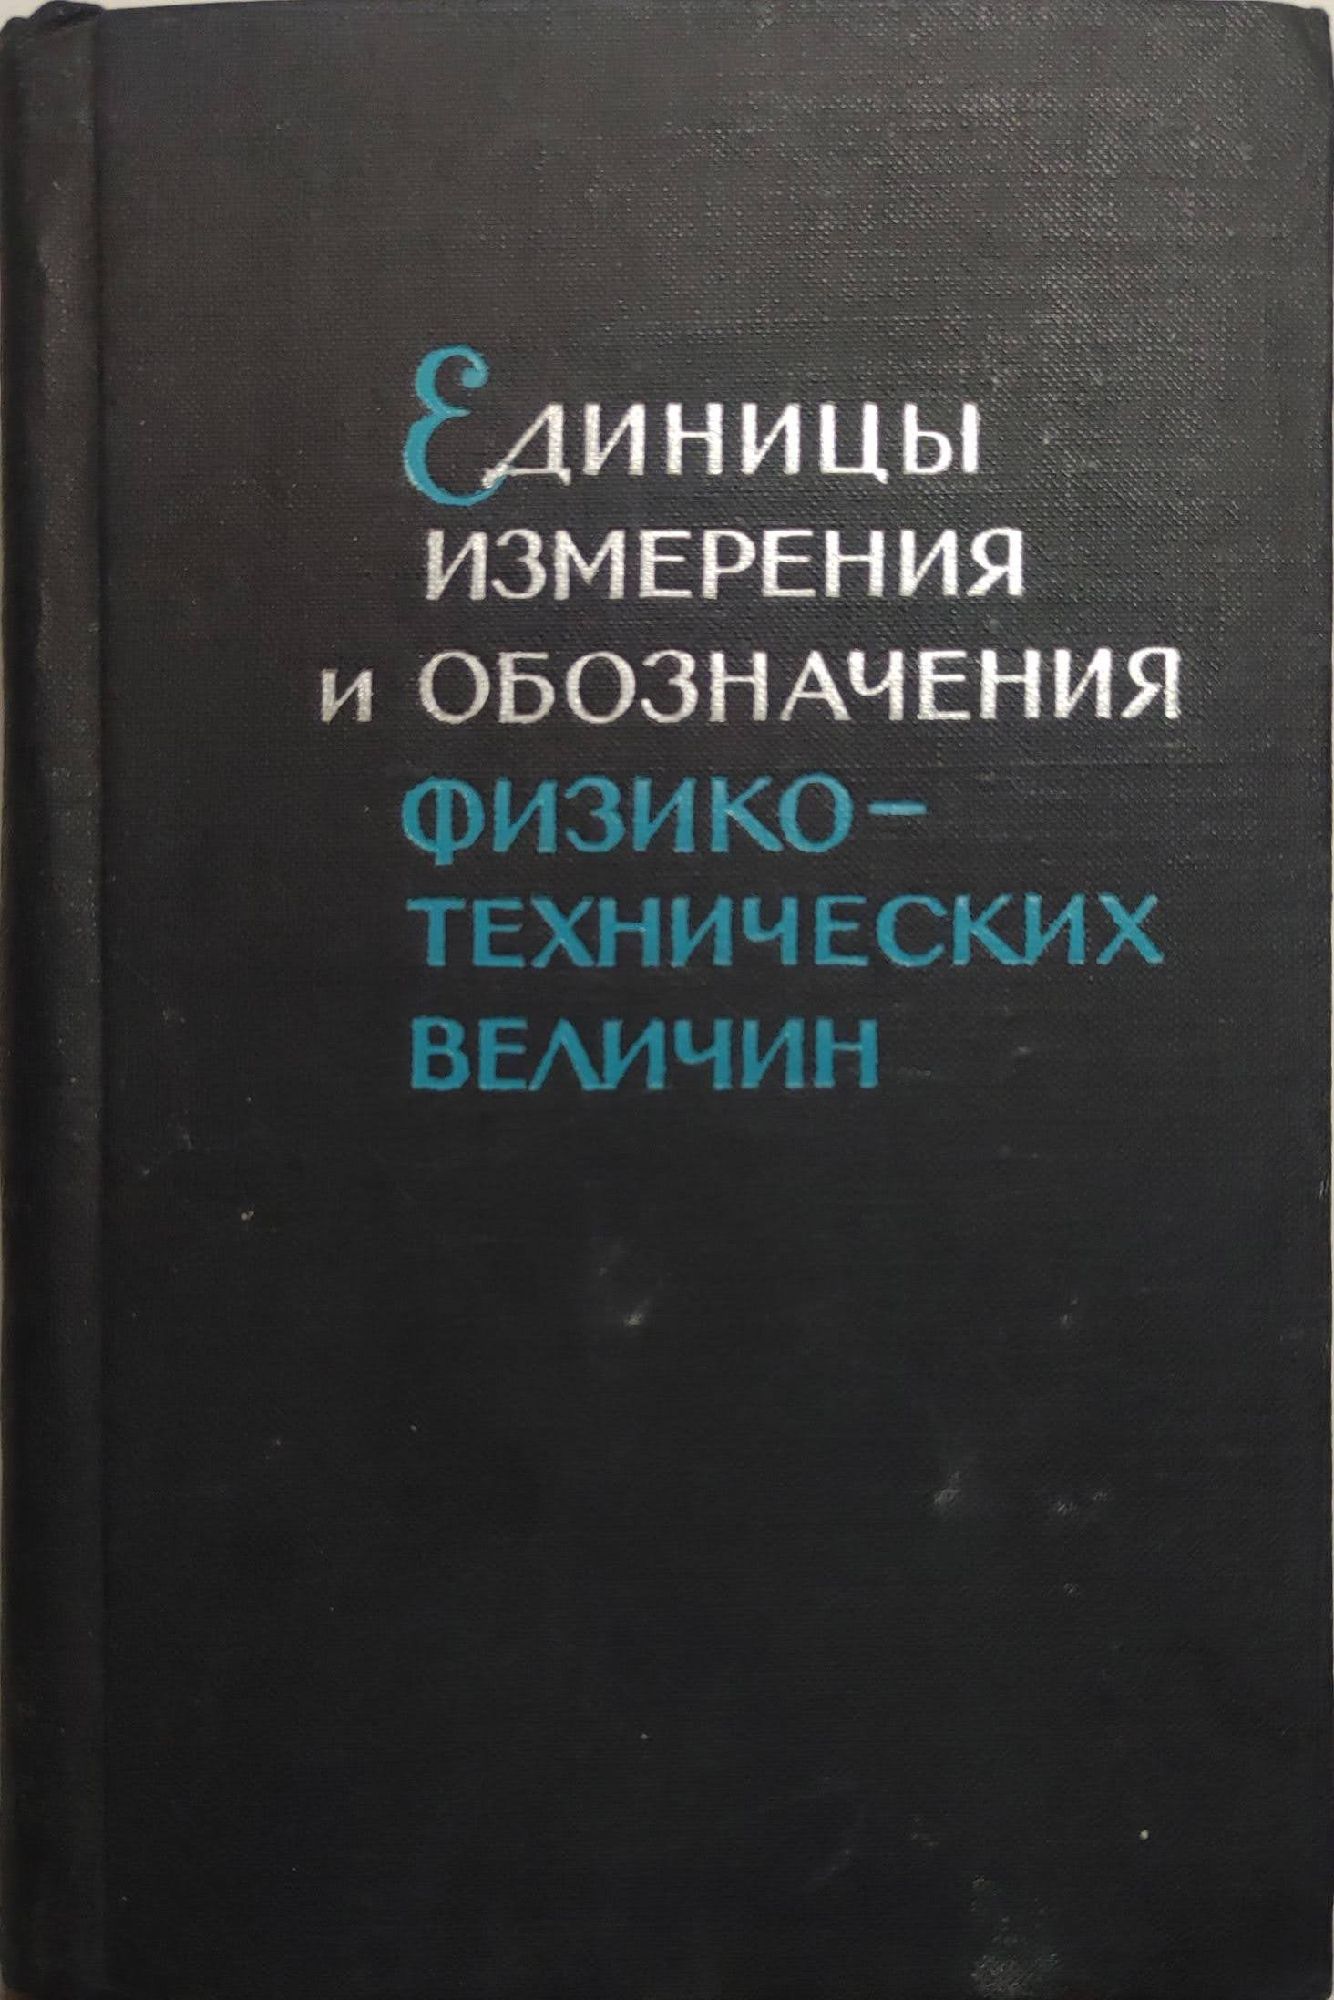 Единицы
измерения
и обозначения
физико-
технических
величин